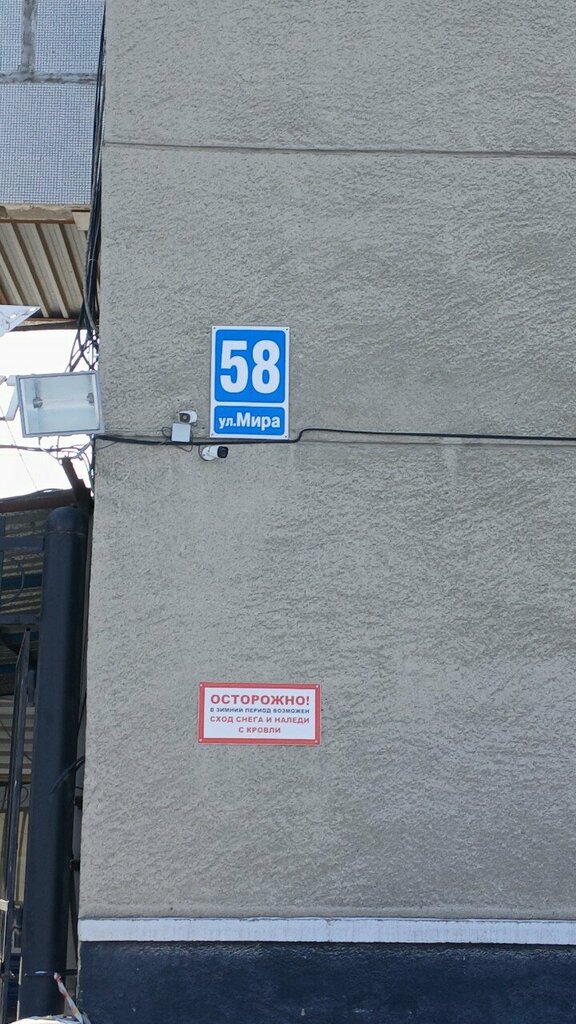 58
ул.Мира
ОСТОРОЖНО!
В ЗИМНИЙ ПЕРИОД ВОЗМОЖЕН
СХОД СНЕГА И НАЛЕДИ
С КРОВЛИ